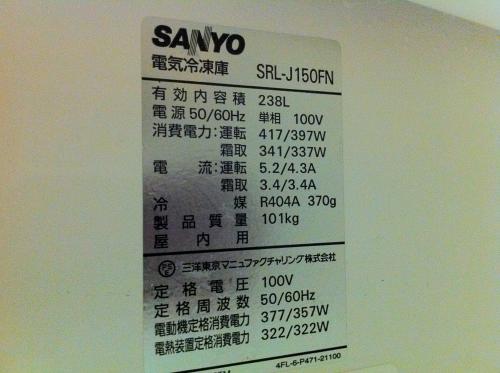 SANYO
電気冷凍庫 SRL-J150FN
有効内容積 238L
電源 50/60Hz 単相 100V
消費電力:運転 417/397W
霜取 341/337W
電流:運転 5.2/4.3A
霜取 3.4/3.4A
冷媒 R404A 370g
製品質量 101kg
屋内用
三洋東京マニュファクチャリング株式会社
定格電圧 100V
定格周波数 50/60Hz
電動機定格消費電力 377/357W
電熱装置定格消費電力 322/322W
4FL-6-P471-21100